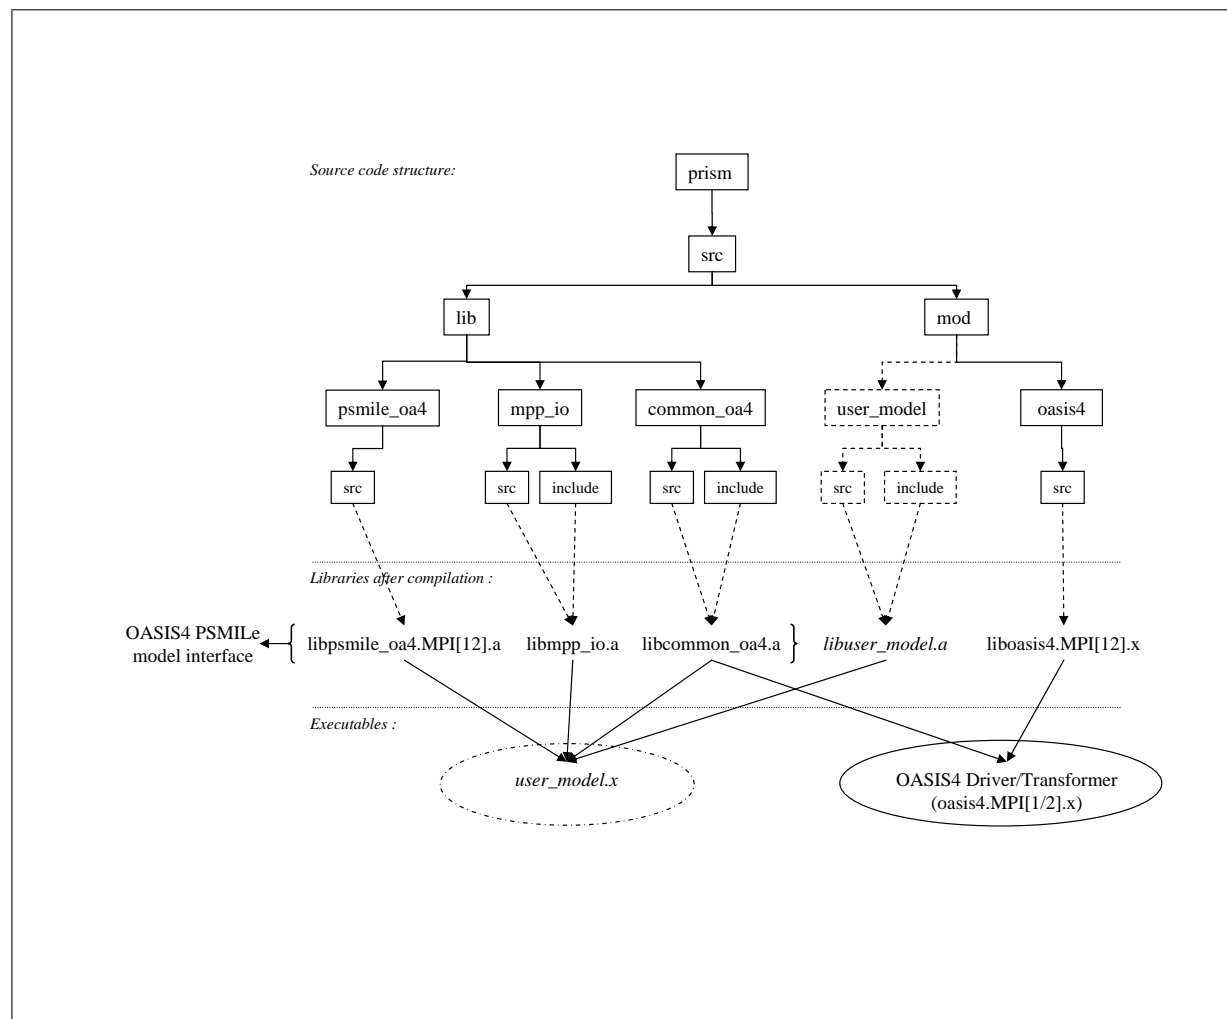 Source code structure:
prism
src
lib
mod
psmile_oa4
mpp_io
common_oa4
user_model
oasis4
src
src
include
src
include
src
include
src
Libraries after compilation :
OASIS4 PSMILe
model interface
libpsmile_oa4.MPI[12].a
libmpp_io.a
libcommon_oa4.a
libuser_model.a
liboasis4.MPI[12].x
Executables :
user_model.x
OASIS4 Driver/Transformer
(oasis4.MPI[1/2].x)